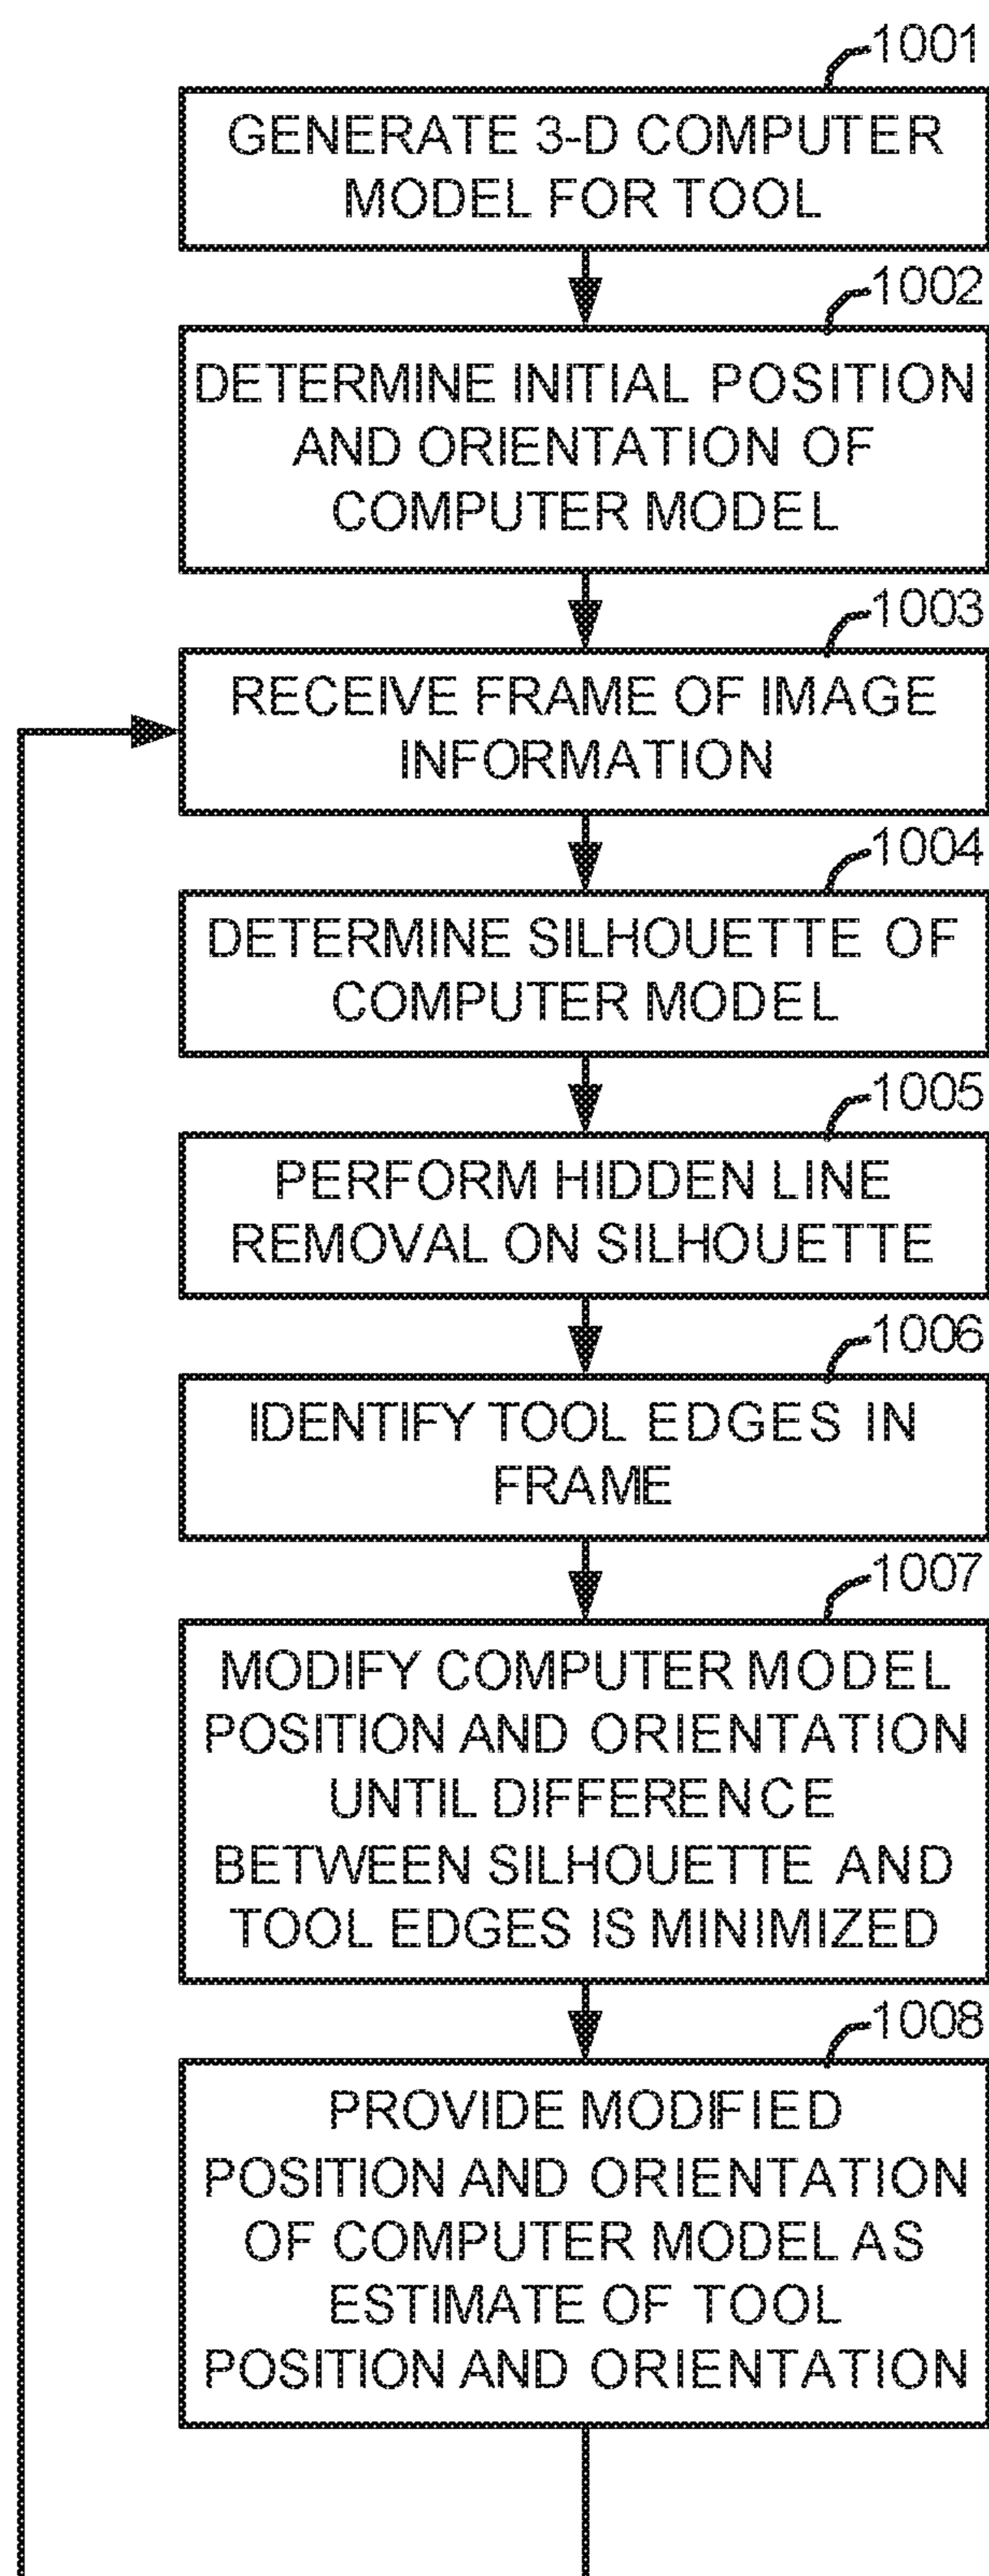 1001
GENERATE 3-D COMPUTER
MODEL FOR TOOL
1002
DETERMINE INITIAL POSITION
AND ORIENTATION OF
COMPUTER MODEL
1003
RECEIVE FRAME OF IMAGE
INFORMATION
1004
DETERMINE SILHOUETTE OF
COMPUTER MODEL
1005
PERFORM HIDDEN LINE
REMOVAL ON SILHOUETTE
1006
IDENTIFY TOOL EDGES IN
FRAME
1007
MODIFY COMPUTER MODEL
POSITION AND ORIENTATION
UNTIL DIFFERENCE
BETWEEN SILHOUETTE AND
TOOL EDGES IS MINIMIZED
1008
PROVIDE MODIFIED
POSITION AND ORIENTATION
OF COMPUTER MODEL AS
ESTIMATE OF TOOL
POSITION AND ORIENTATION